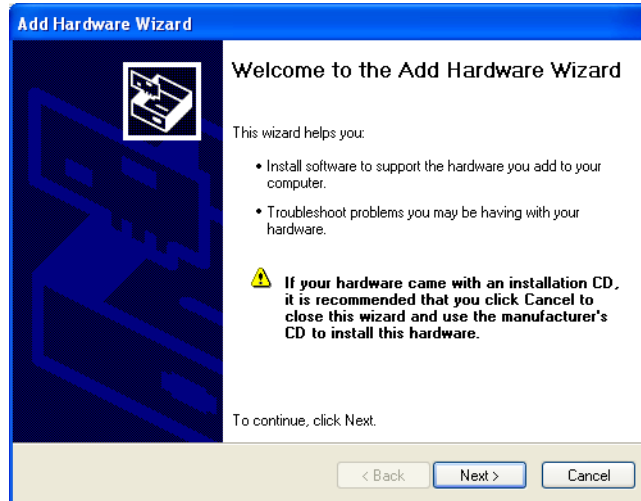 Add Hardware Wizard
Welcome to the Add Hardware Wizard
This wizard helps you:
• Install software to support the hardware you add to your
computer.
• Troubleshoot problems you may be having with your
hardware.
If your hardware came with an installation CD,
it is recommended that you click Cancel to
close this wizard and use the manufacturer's
CD to install this hardware.
To continue, click Next.
< Back Next > Cancel